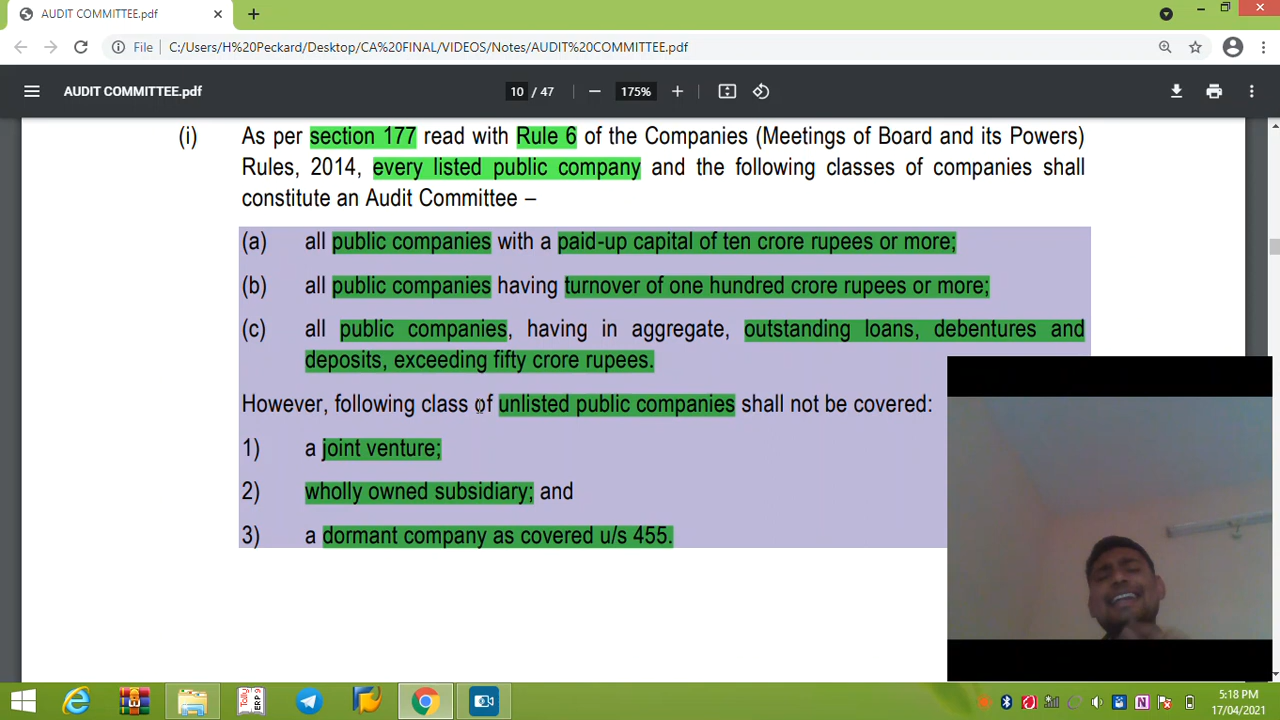 AUDIT COMMITTEE.pdf
File C:/Users/H%20Peckard/Desktop/CA%20FINAL/VIDEOS/Notes/AUDIT%20COMMITTEE.pdf
AUDIT COMMITTEE.pdf 10 / 47 175%
(i) As per section 177 read with Rule 6 of the Companies (Meetings of Board and its Powers)
Rules, 2014, every listed public company and the following classes of companies shall
constitute an Audit Committee –
(a) all public companies with a paid-up capital of ten crore rupees or more;
(b) all public companies having turnover of one hundred crore rupees or more;
(c) all public companies, having in aggregate, outstanding loans, debentures and
deposits, exceeding fifty crore rupees.
However, following class of unlisted public companies shall not be covered:
1) a joint venture;
2) wholly owned subsidiary; and
3) a dormant company as covered u/s 455.
Tally
ERP 9
N
5:18 PM
17/04/2021